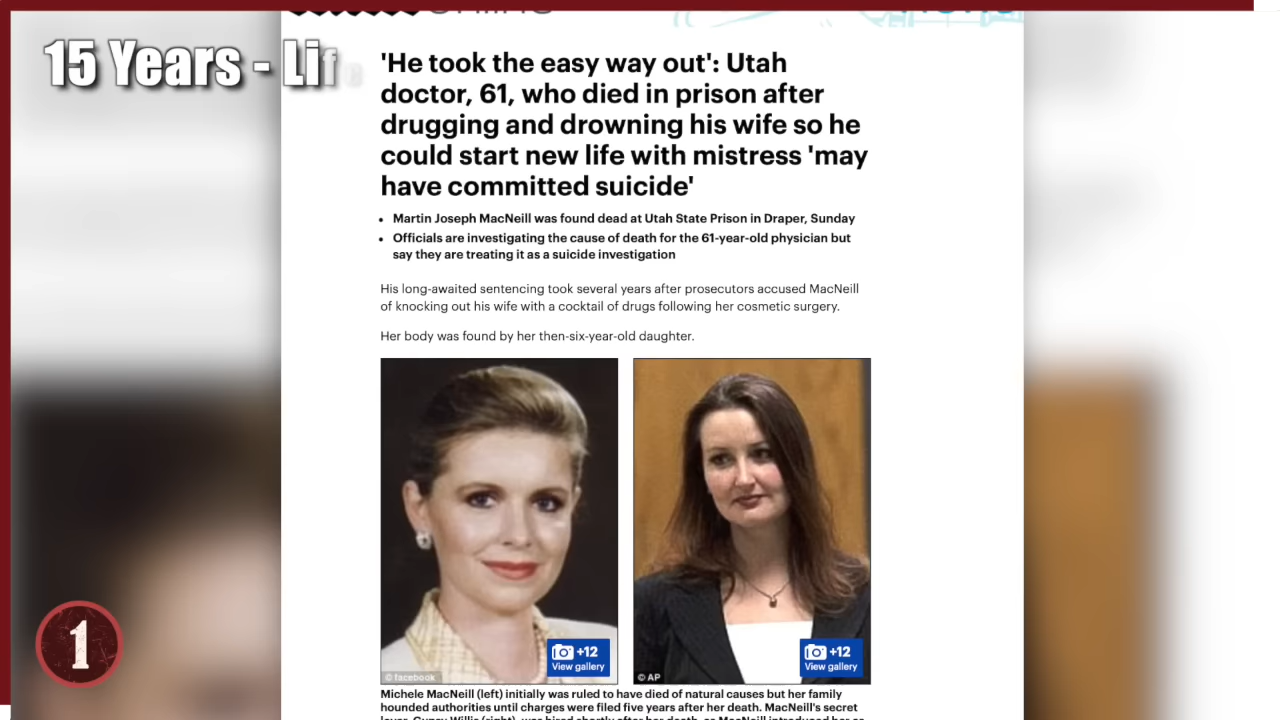 15 Years - Life
'He took the easy way out': Utah
doctor, 61, who died in prison after
drugging and drowning his wife so he
could start new life with mistress 'may
have committed suicide'
• Martin Joseph MacNeill was found dead at Utah State Prison in Draper, Sunday
• Officials are investigating the cause of death for the 61-year-old physician but
say they are treating it as a suicide investigation
His long-awaited sentencing took several years after prosecutors accused MacNeill
of knocking out his wife with a cocktail of drugs following her cosmetic surgery.
Her body was found by her then-six-year-old daughter.
+12
View gallery
© facebook
+12
View gallery
© AP
1
Michele MacNeill (left) initially was ruled to have died of natural causes but her family
hounded authorities until charges were filed five years after her death. MacNeill's secret